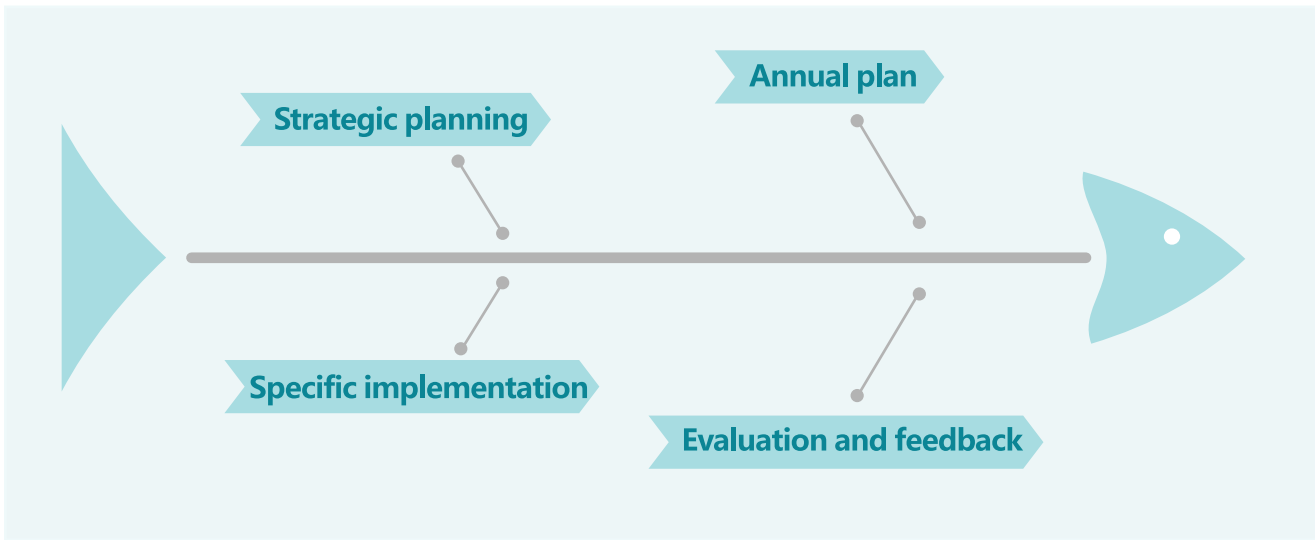 Annual plan
Strategic planning
Specific implementation
Evaluation and feedback